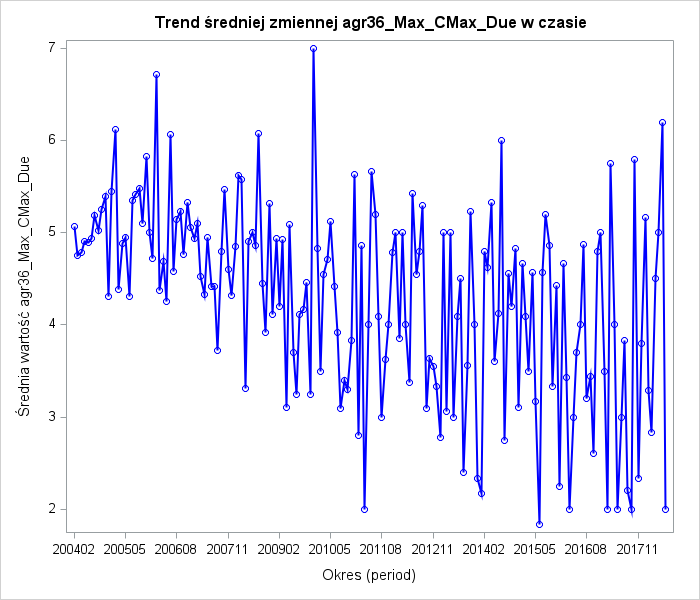 Trend średniej zmiennej agr36_Max_CMax_Due w czasie
Średnia wartość agr36_Max_CMax_Due
7
6
5
4
3
2
200402 200505 200608 200711 200902 201005 201108 201211 201402 201505 201608 201711
Okres (period)